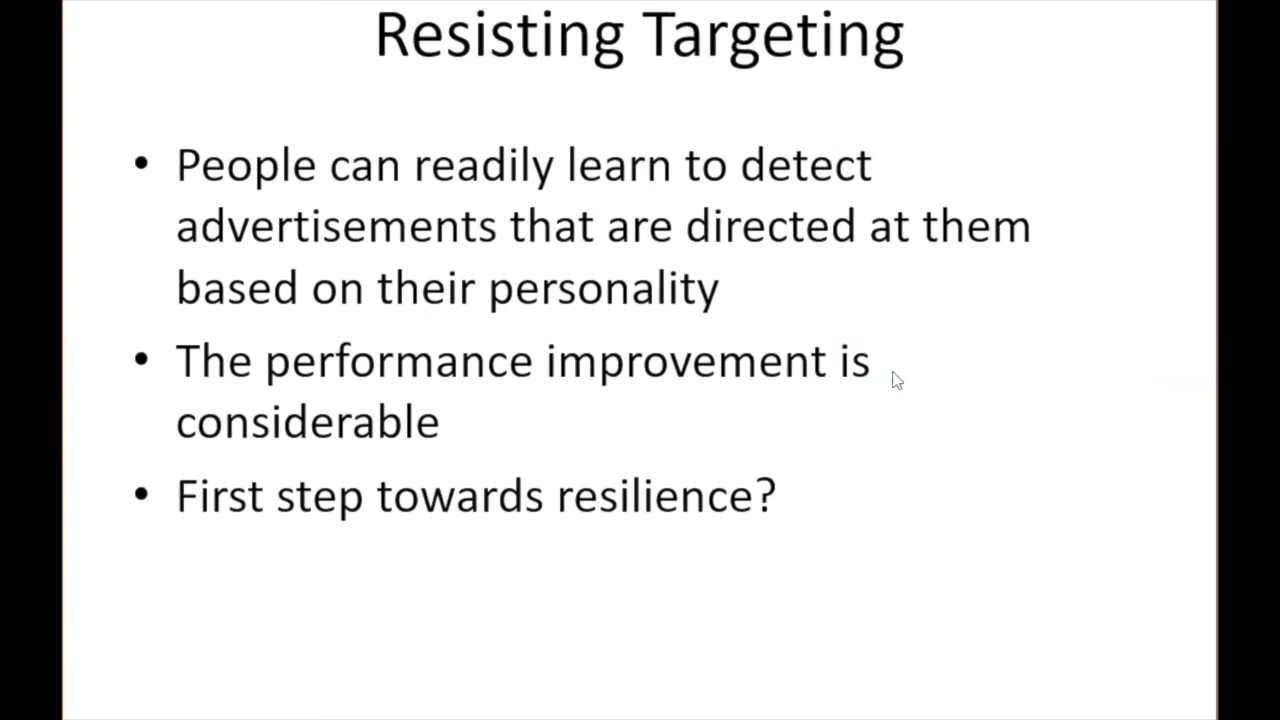 Resisting Targeting
• People can readily learn to detect
advertisements that are directed at them
based on their personality
• The performance improvement is
considerable
• First step towards resilience?